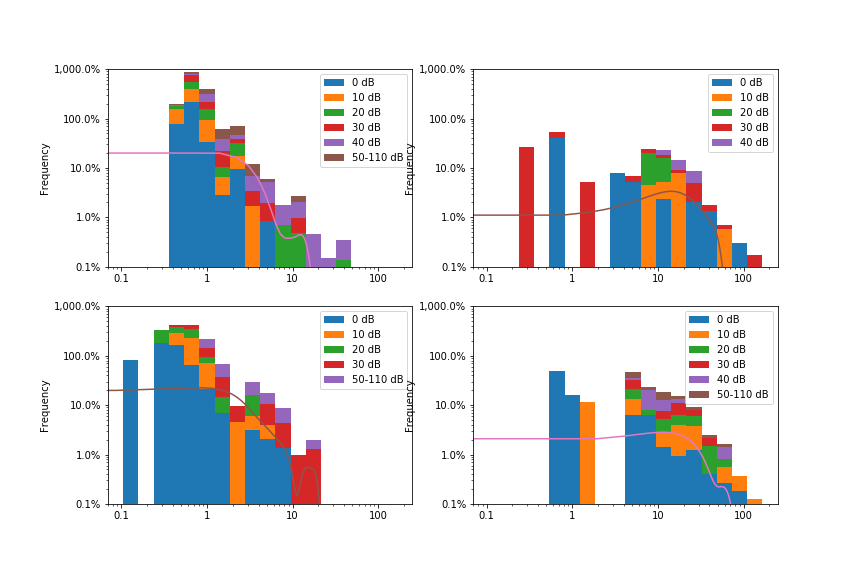 1,000.0%
100.0%
10.0%
1.0%
0.1%
Frequency
0.1
1
10
100
0 dB
10 dB
20 dB
30 dB
40 dB
50-110 dB
1,000.0%
100.0%
10.0%
1.0%
0.1%
Frequency
0.1
1
10
100
0 dB
10 dB
20 dB
30 dB
40 dB
1,000.0%
100.0%
10.0%
1.0%
0.1%
Frequency
0.1
1
10
100
0 dB
10 dB
20 dB
30 dB
50-110 dB
1,000.0%
100.0%
10.0%
1.0%
0.1%
Frequency
0.1
1
10
100
0 dB
10 dB
20 dB
30 dB
40 dB
50-110 dB